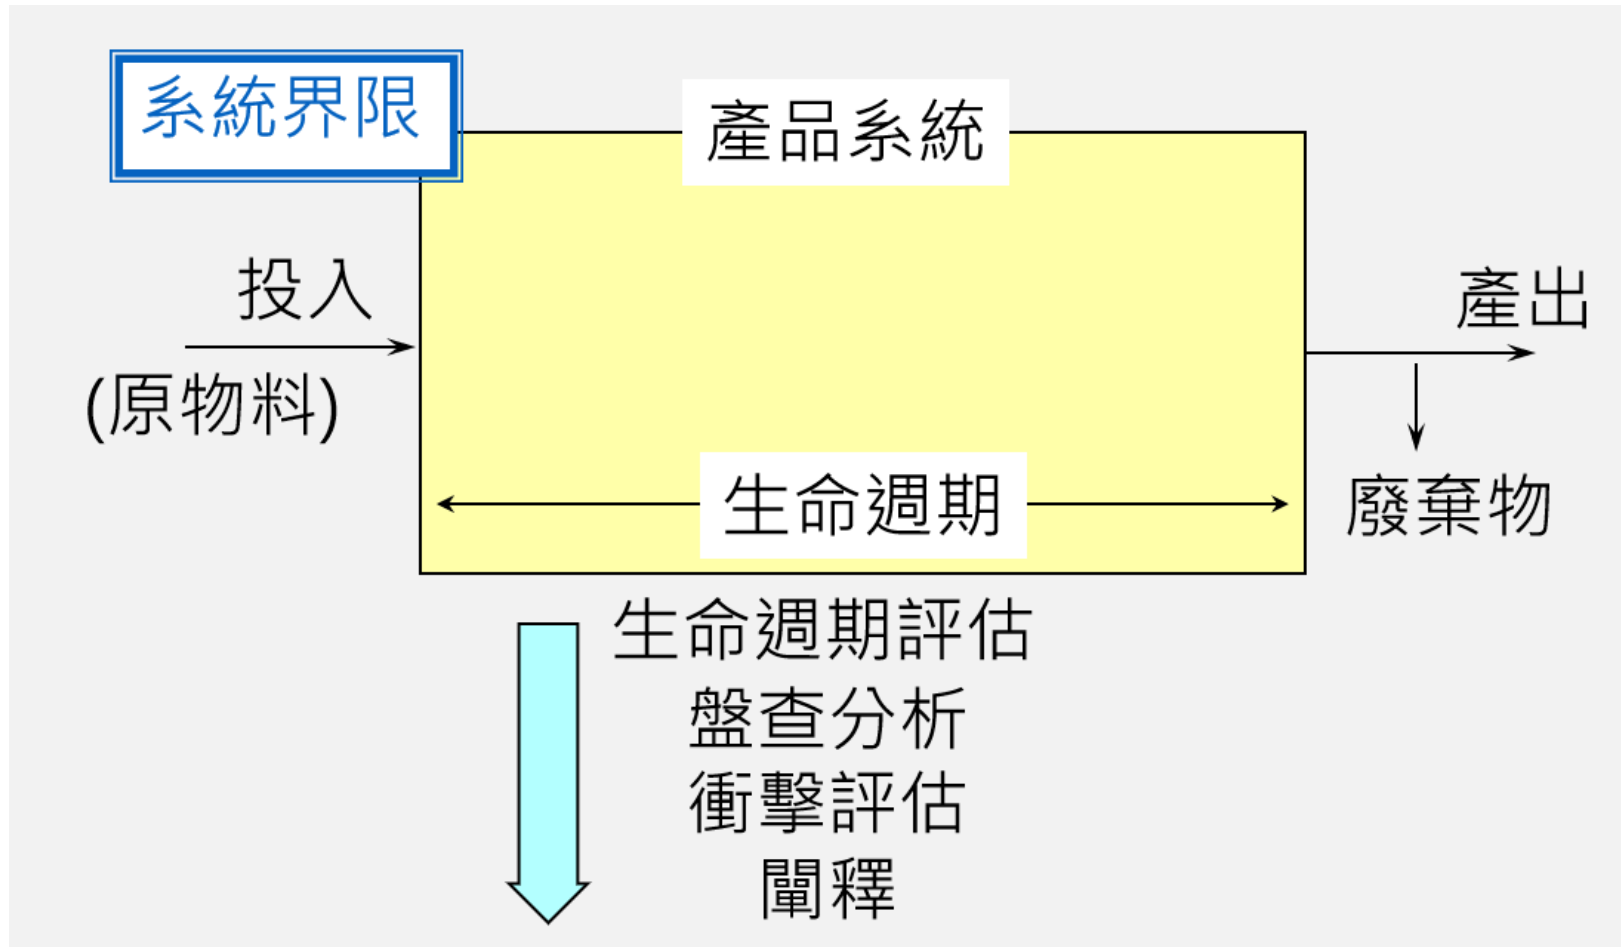 系統界限
產品系統
投入
(原物料)
產出
廢棄物
生命週期
生命週期評估
盤查分析
衝擊評估
闡釋